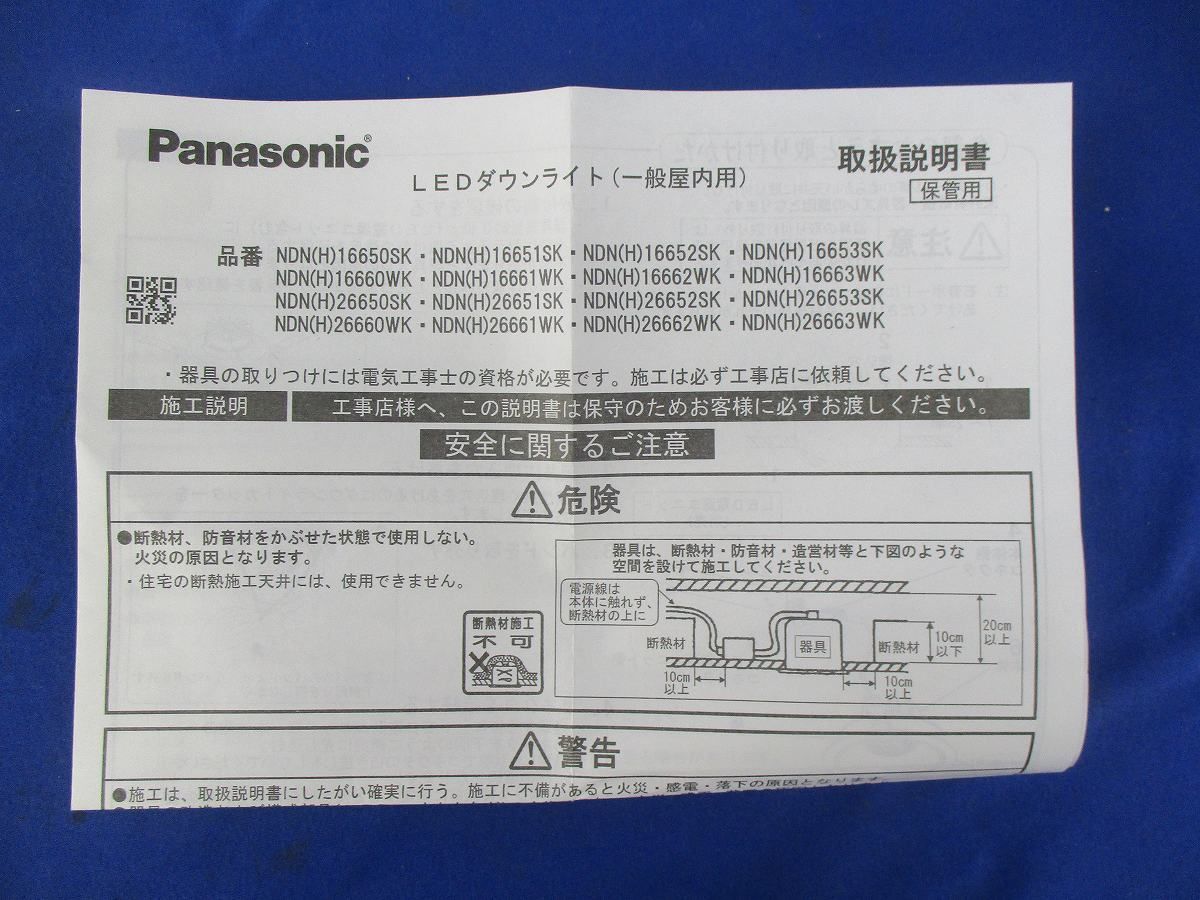 Panasonic®
LEDダウンライト(一般屋内用)
取扱説明書
保管用
品番 NDN(H)16650SK・NDN(H)16651SK・NDN(H)16652SK・NDN(H)16653SK
NDN(H)16660WK・NDN(H)16661WK・NDN(H)16662WK・NDN(H)16663WK
NDN(H)26650SK・NDN(H)26651SK・NDN(H)26652SK・NDN(H)26653SK
NDN(H)26660WK・NDN(H)26661WK・NDN(H)26662WK・NDN(H)26663WK
・器具の取りつけには電気工事士の資格が必要です。施工は必ず工事店に依頼してください。
施工説明 工事店様へ、この説明書は保守のためお客様に必ずお渡しください。
安全に関するご注意
危険
●断熱材、防音材をかぶせた状態で使用しない。
火災の原因となります。
・住宅の断熱施工天井には、使用できません。
断熱材施工
不可
器具は、断熱材・防音材・造営材等と下図のような
空間を設けて施工してください。
電源線は
本体に触れず、
断熱材の上に
断熱材
器具
断熱材
10cm
以下
20cm
以上
10cm
以上
10cm
以上
警告
●施工は、取扱説明書にしたがい確実に行う。施工に不備があると火災・感電・落下の原因となります。